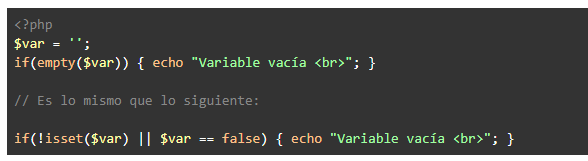 <?php
$var = '';
if(empty($var)) { echo "Variable vacía <br>"; }
// Es lo mismo que lo siguiente:
if(!isset($var) || $var == false) { echo "Variable vacía <br>"; }